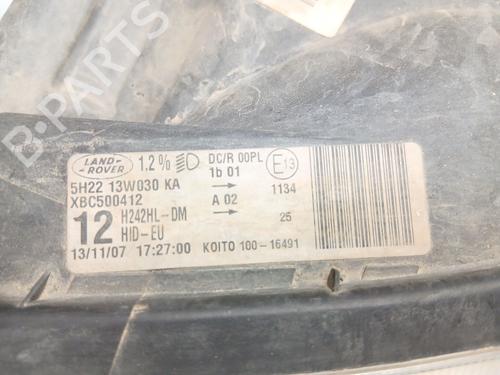 B-PARTS
LAND-
ROVER
1.2%
DC/R 00PL
1b 01
E13
5H22 13W030 KA
→
1134
XBC500412
A 02
→
25
12
H242HL-DM
HID-EU
13/11/07 17:27:00
KOITO 100-16491